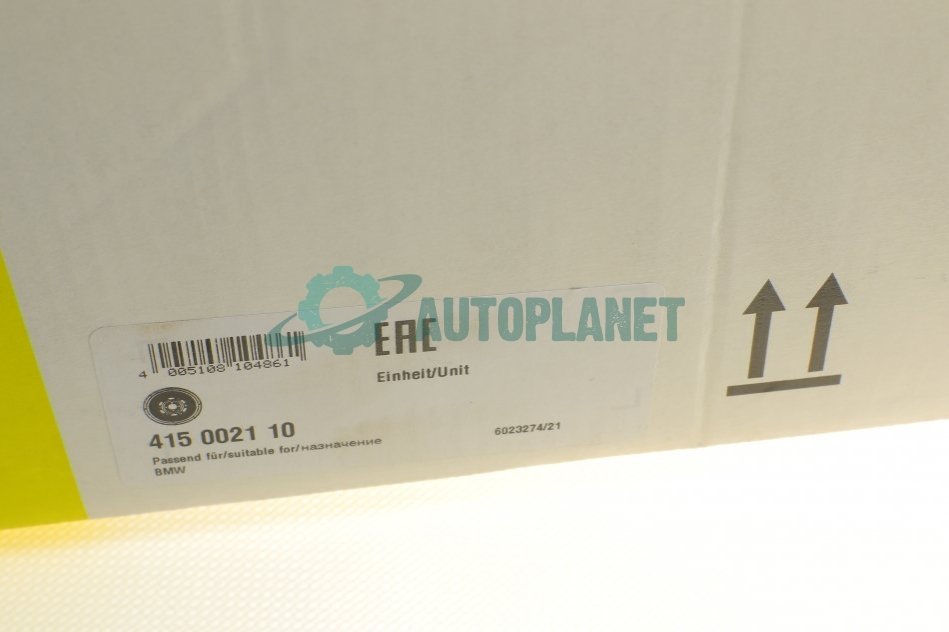 AUTOPLANET
EAC
4 005108 104861
Einheit/Unit
415 0021 10
6023274/21
Passend für/suitable for/назначение
BMW